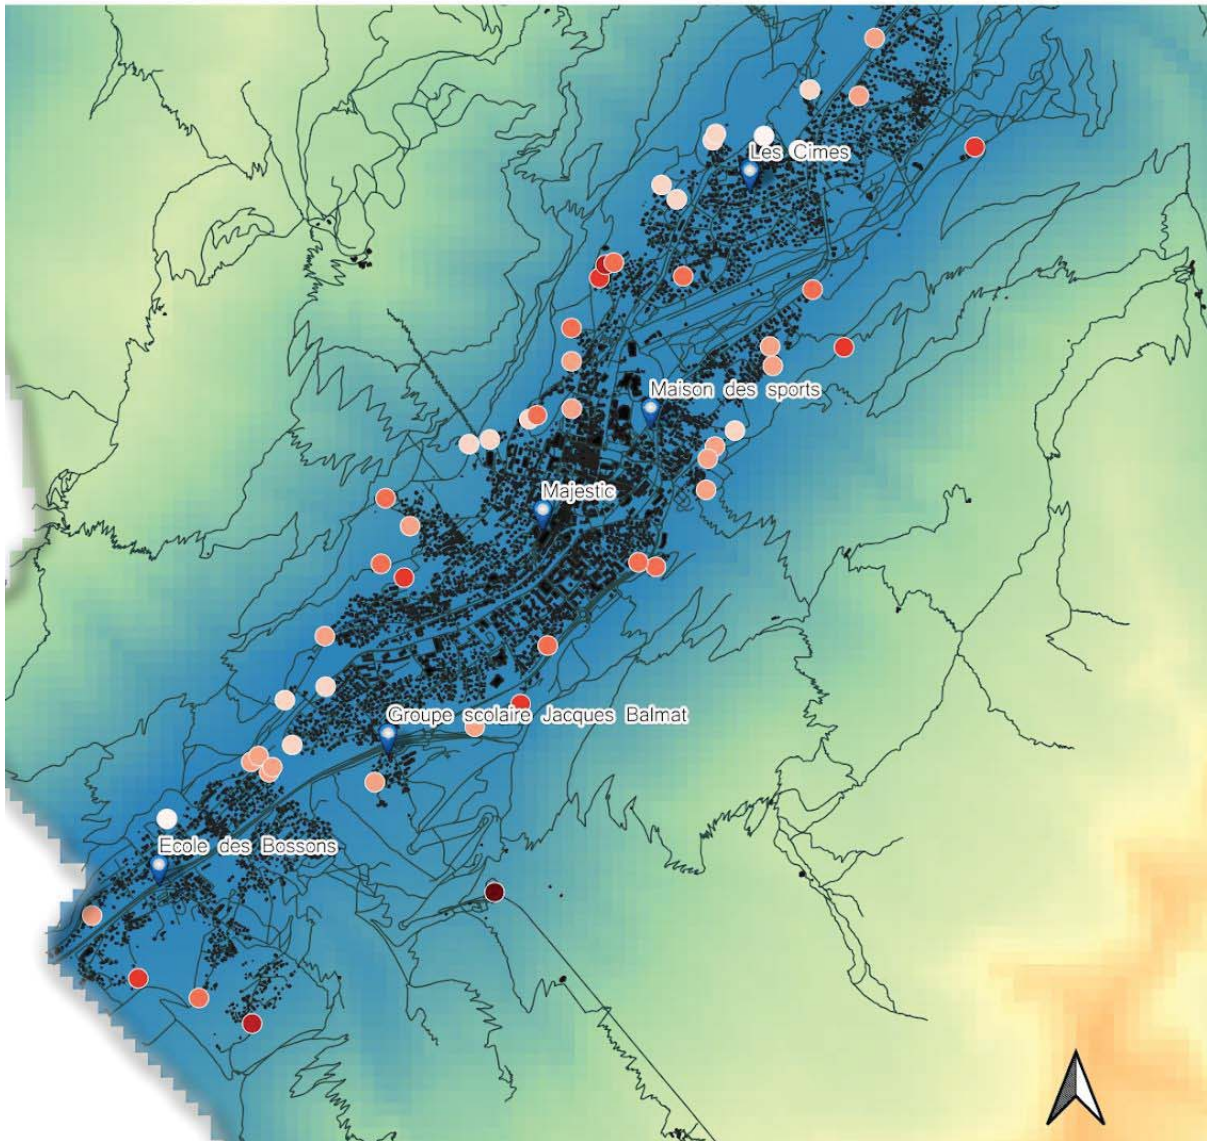 Les Cimes
Maison des sports
Majestic
Groupe scolaire Jacques Balmat
Ecole des Bossons